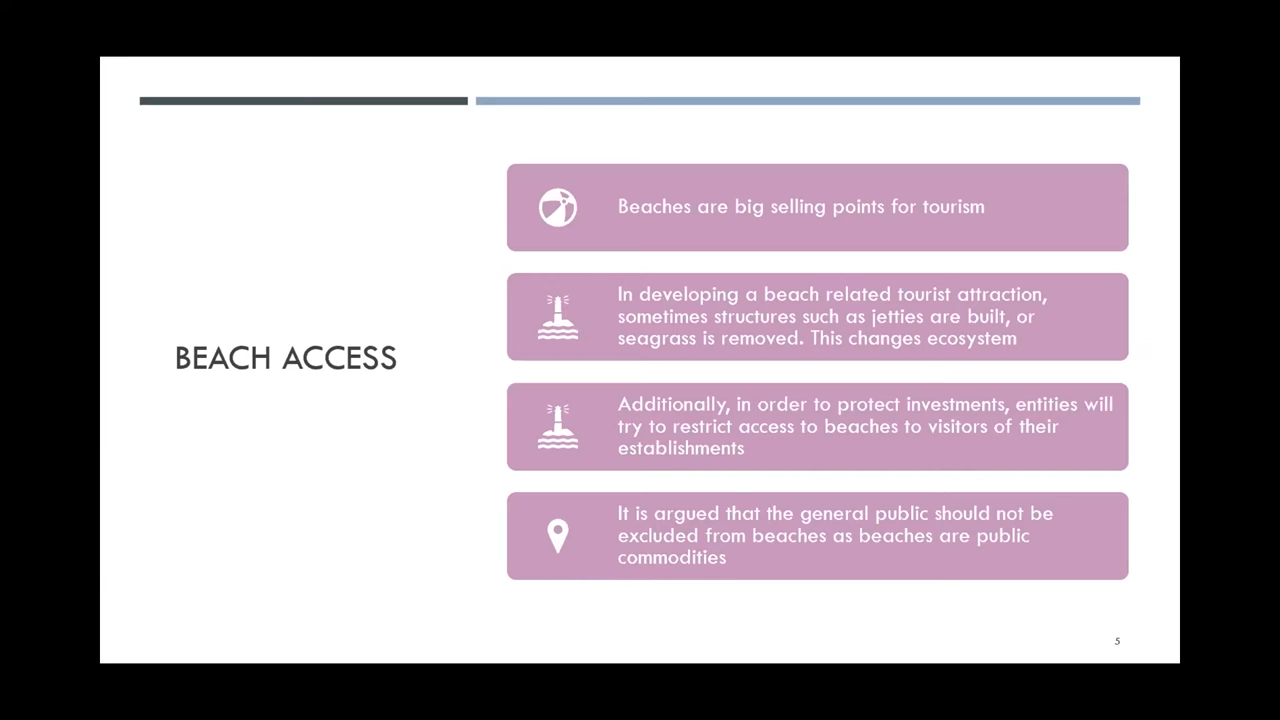 BEACH ACCESS
Beaches are big selling points for tourism
In developing a beach related tourist attraction,
sometimes structures such as jetties are built, or
seagrass is removed. This changes ecosystem
Additionally, in order to protect investments, entities will
try to restrict access to beaches to visitors of their
establishments
It is argued that the general public should not be
excluded from beaches as beaches are public
commodities
5